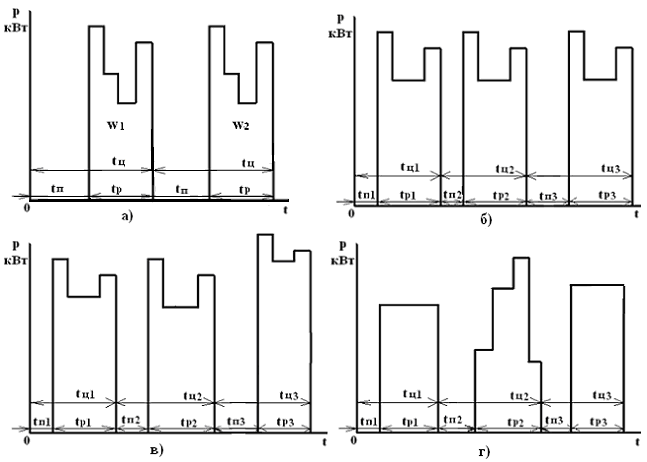 P
кВт
W1
W2
tц
tц
tп
tр
tп
tр
0
t
а)
P
кВт
tц1
tц2
tц3
tп1
tр1
tп2
tр2
tп3
tр3
0
t
б)
P
кВт
tц1
tц2
tц3
tп1
tр1
tп2
tр2
tп3
tр3
0
t
в)
P
кВт
tц1
tц2
tц3
tп1
tр1
tп2
tр2
tп3
tр3
0
t
г)